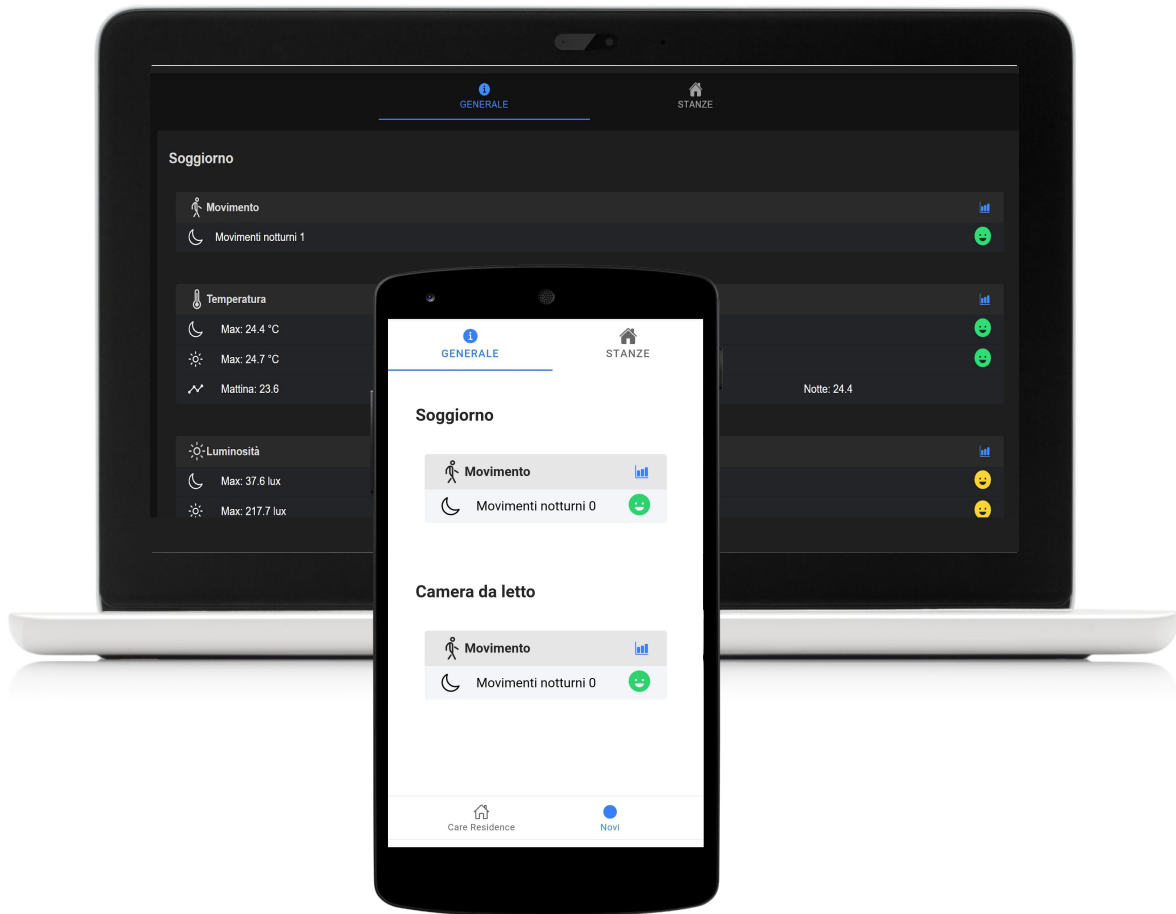 GENERALE
STANZE
Soggiorno
Movimento
Movimenti notturni 1
Temperatura
Max: 24.4 °C
Max: 24.7 °C
Mattina: 23.6
Notte: 24.4
Luminosità
Max: 37.6 lux
Max: 217.7 lux
GENERALE
STANZE
Soggiorno
Movimento
Movimenti notturni 0
Camera da letto
Movimento
Movimenti notturni 0
Care Residence
Novi